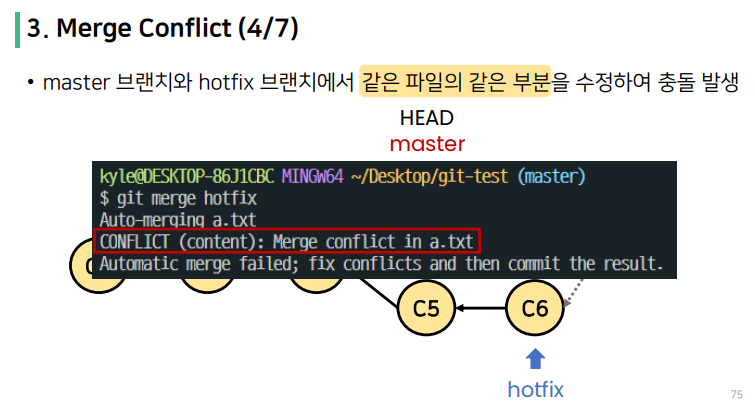 3. Merge Conflict (4/7)
• master 브랜치와 hotfix 브랜치에서 같은 파일의 같은 부분을 수정하여 충돌 발생
HEAD
master
kyle@DESKTOP-86J1CBC MINGW64 ~/Desktop/git-test (master)
$ git merge hotfix
Auto-merging a.txt
CONFLICT (content): Merge conflict in a.txt
Automatic merge failed; fix conflicts and then commit the result.
C5
C6
hotfix
75